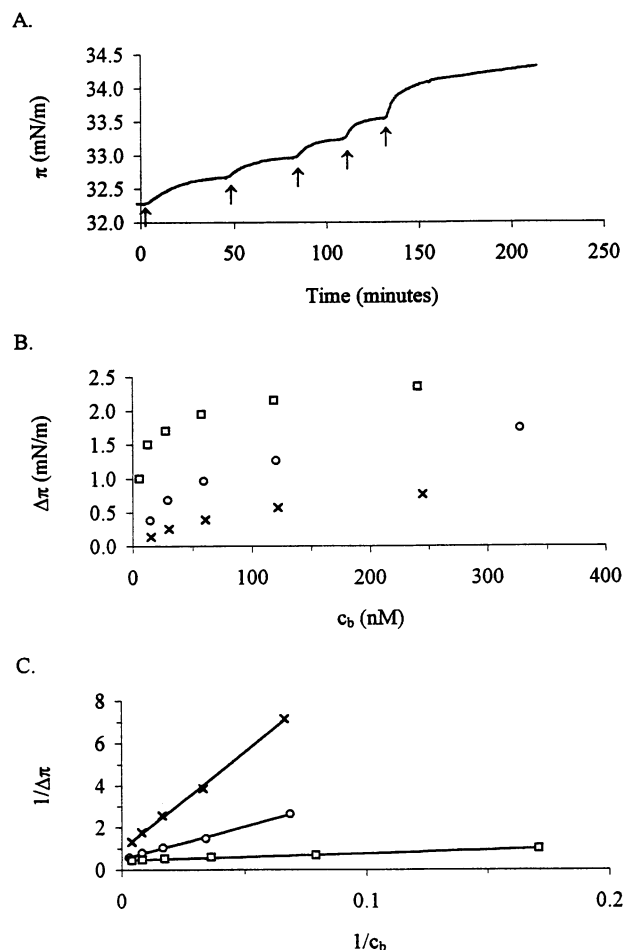 A.
34.5
34.0
33.5
33.0
32.5
32.0
π (mN/m)
0 50 100 150 200 250
Time (minutes)
B.
2.5
2.0
1.5
1.0
0.5
0.0
Δπ (mN/m)
0 100 200 300 400
c_b (nM)
C.
8
6
4
2
0
1/Δπ
0 0.1 0.2
1/c_b